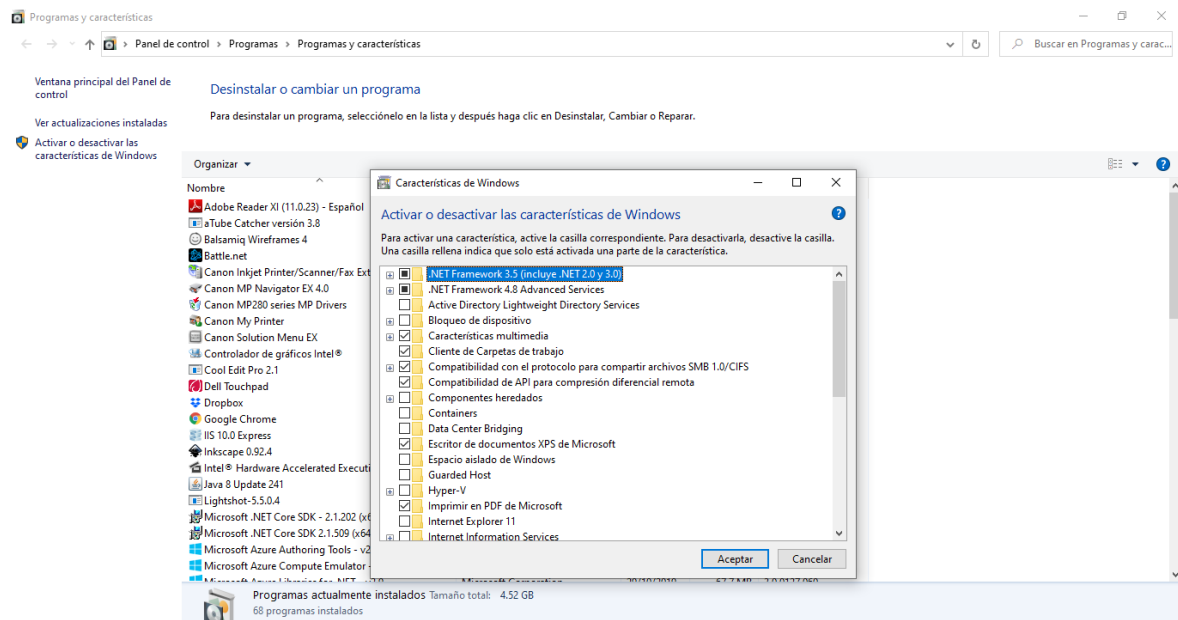 Programas y características
Panel de control > Programas > Programas y características
Buscar en Programas y carac...
Ventana principal del Panel de
control
Ver actualizaciones instaladas
Activar o desactivar las
características de Windows
Desinstalar o cambiar un programa
Para desinstalar un programa, selecciónelo en la lista y después haga clic en Desinstalar, Cambiar o Reparar.
Organizar
Nombre
Adobe Reader XI (11.0.23) - Español
aTube Catcher versión 3.8
Balsamiq Wireframes 4
Battle.net
Canon Inkjet Printer/Scanner/Fax Ext
Canon MP Navigator EX 4.0
Canon MP280 series MP Drivers
Canon My Printer
Canon Solution Menu EX
Controlador de gráficos Intel®
Cool Edit Pro 2.1
Dell Touchpad
Dropbox
Google Chrome
IIS 10.0 Express
Inkscape 0.92.4
Intel® Hardware Accelerated Executi
Java 8 Update 241
Lightshot-5.5.0.4
Microsoft .NET Core SDK - 2.1.202 (x6
Microsoft .NET Core SDK 2.1.509 (x64
Microsoft Azure Authoring Tools - v2
Microsoft Azure Compute Emulator -
Características de Windows
Activar o desactivar las características de Windows
Para activar una característica, active la casilla correspondiente. Para desactivarla, desactive la casilla.
Una casilla rellena indica que solo está activada una parte de la característica.
.NET Framework 3.5 (incluye .NET 2.0 y 3.0)
.NET Framework 4.8 Advanced Services
Active Directory Lightweight Directory Services
Bloqueo de dispositivo
Características multimedia
Cliente de Carpetas de trabajo
Compatibilidad con el protocolo para compartir archivos SMB 1.0/CIFS
Compatibilidad de API para compresión diferencial remota
Componentes heredados
Containers
Data Center Bridging
Escritor de documentos XPS de Microsoft
Espacio aislado de Windows
Guarded Host
Hyper-V
Imprimir en PDF de Microsoft
Internet Explorer 11
Internet Information Services
Aceptar
Cancelar
Programas actualmente instalados Tamaño total: 4.52 GB
68 programas instalados